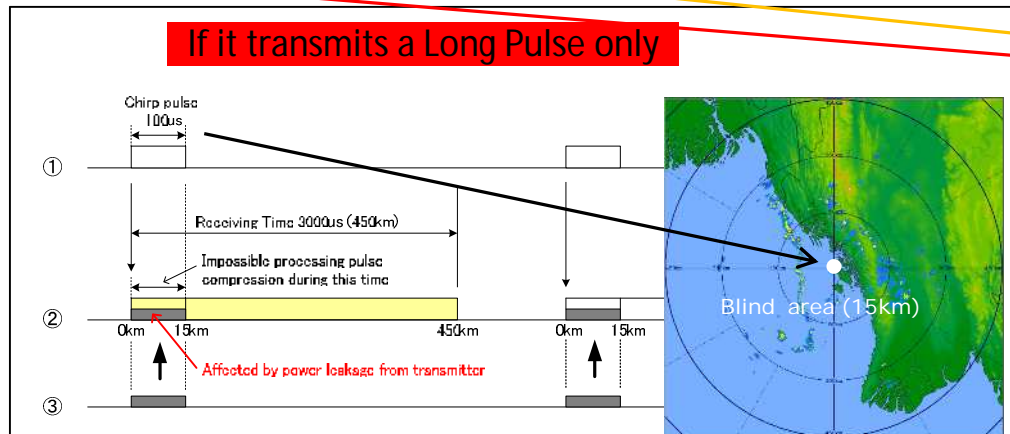 If it transmits a Long Pulse only
Chirp pulse
100us
①
Receiving Time 3000us (450km)
Impossible processing pulse
compression during this time
②
0km 15km 450km 0km 15km
Blind area (15km)
Affected by power leakage from transmitter
③